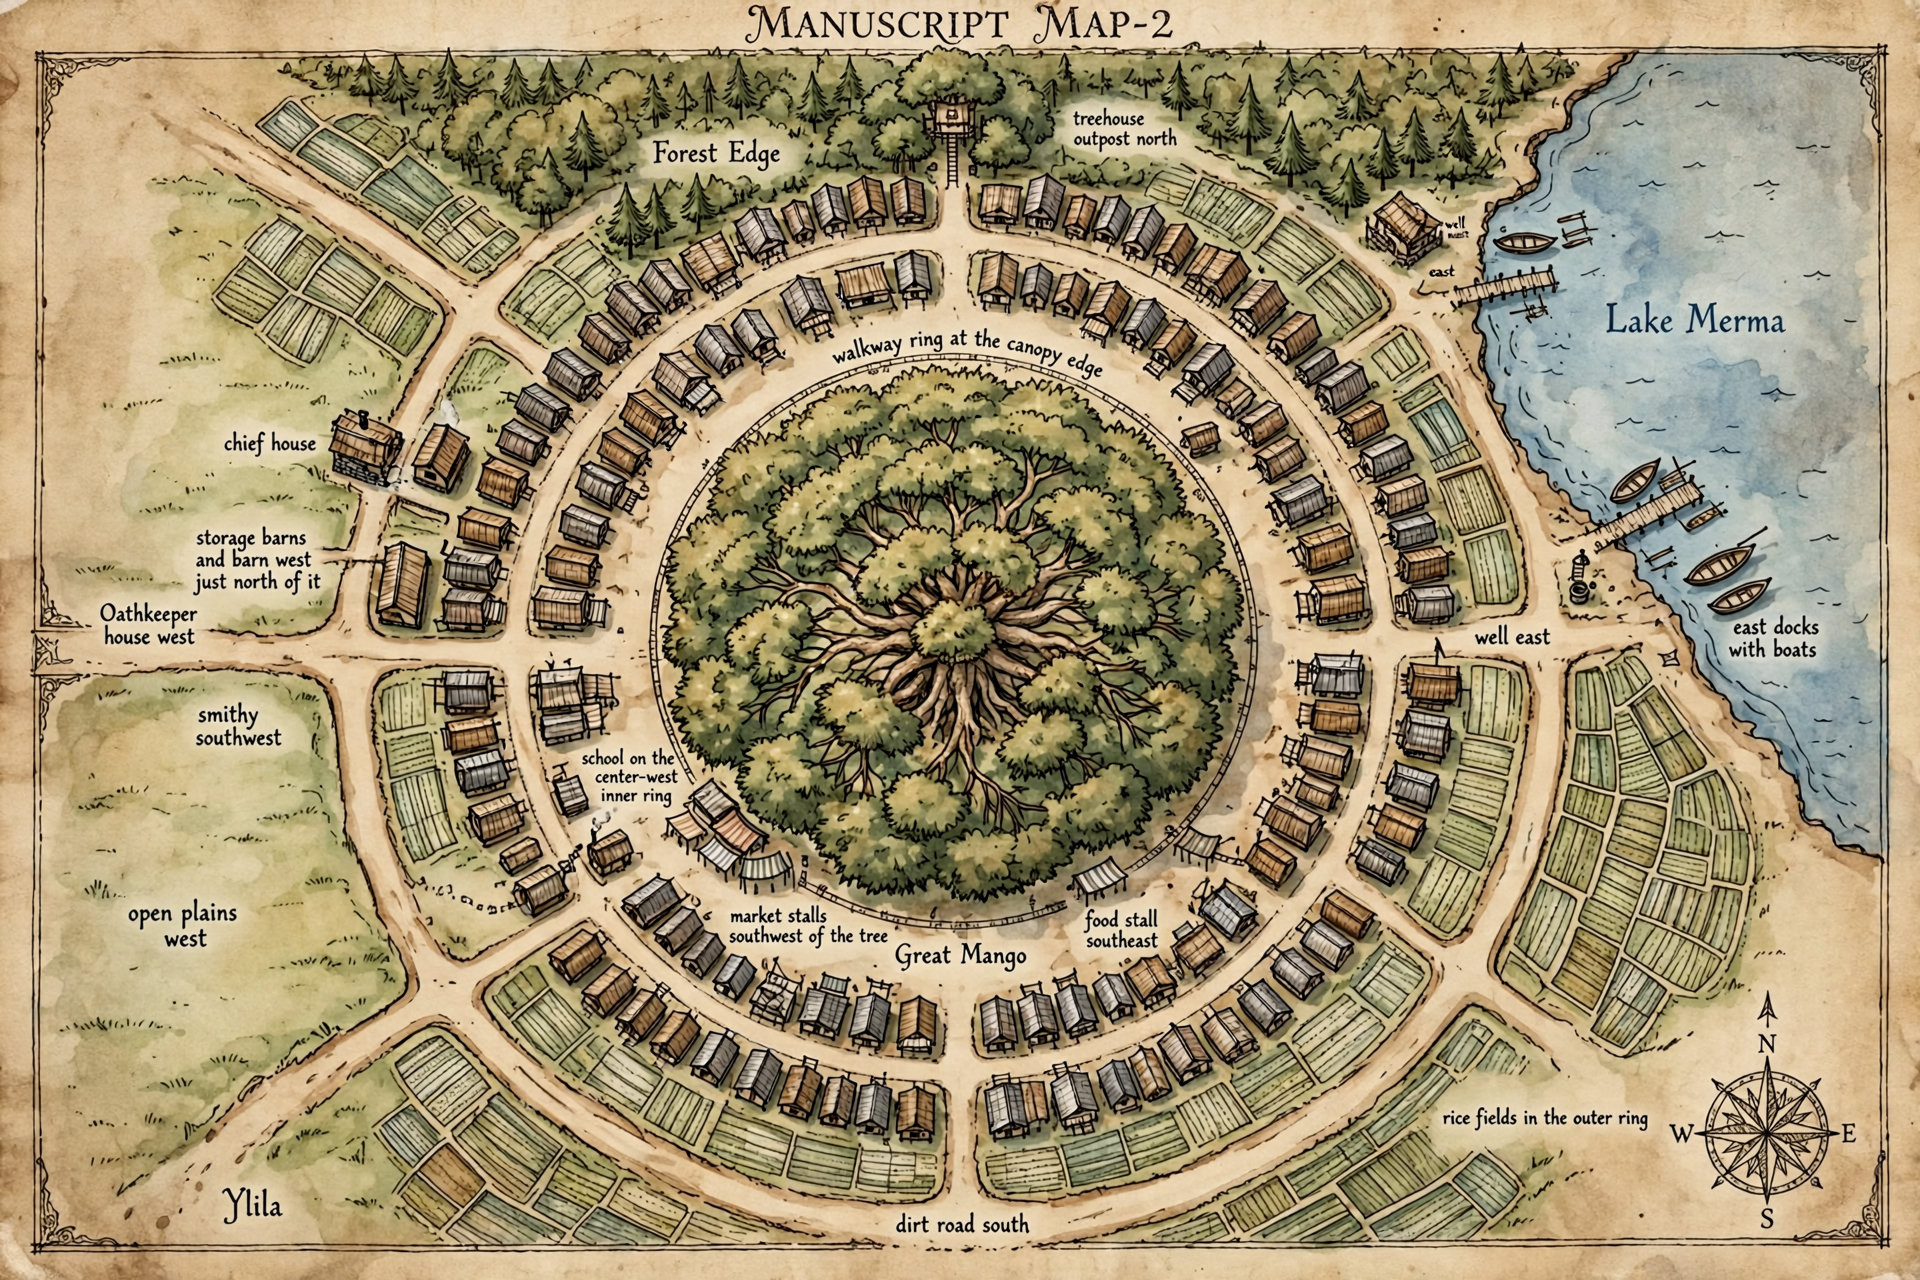 MANUSCRIPT MAP-2
treehouse
outpost north
Forest Edge
well
east
Lake Merma
walkway ring at the canopy edge
chief house
storage barns
and barn west
just north of it
Oathkeeper
house west
well east
east docks
with boats
smithy
southwest
school on the
center-west
inner ring
open plains
west
market stalls
southwest of the tree
food stall
southeast
Great Mango
N
rice fields in the outer ring
W
E
S
Ylila
dirt road south